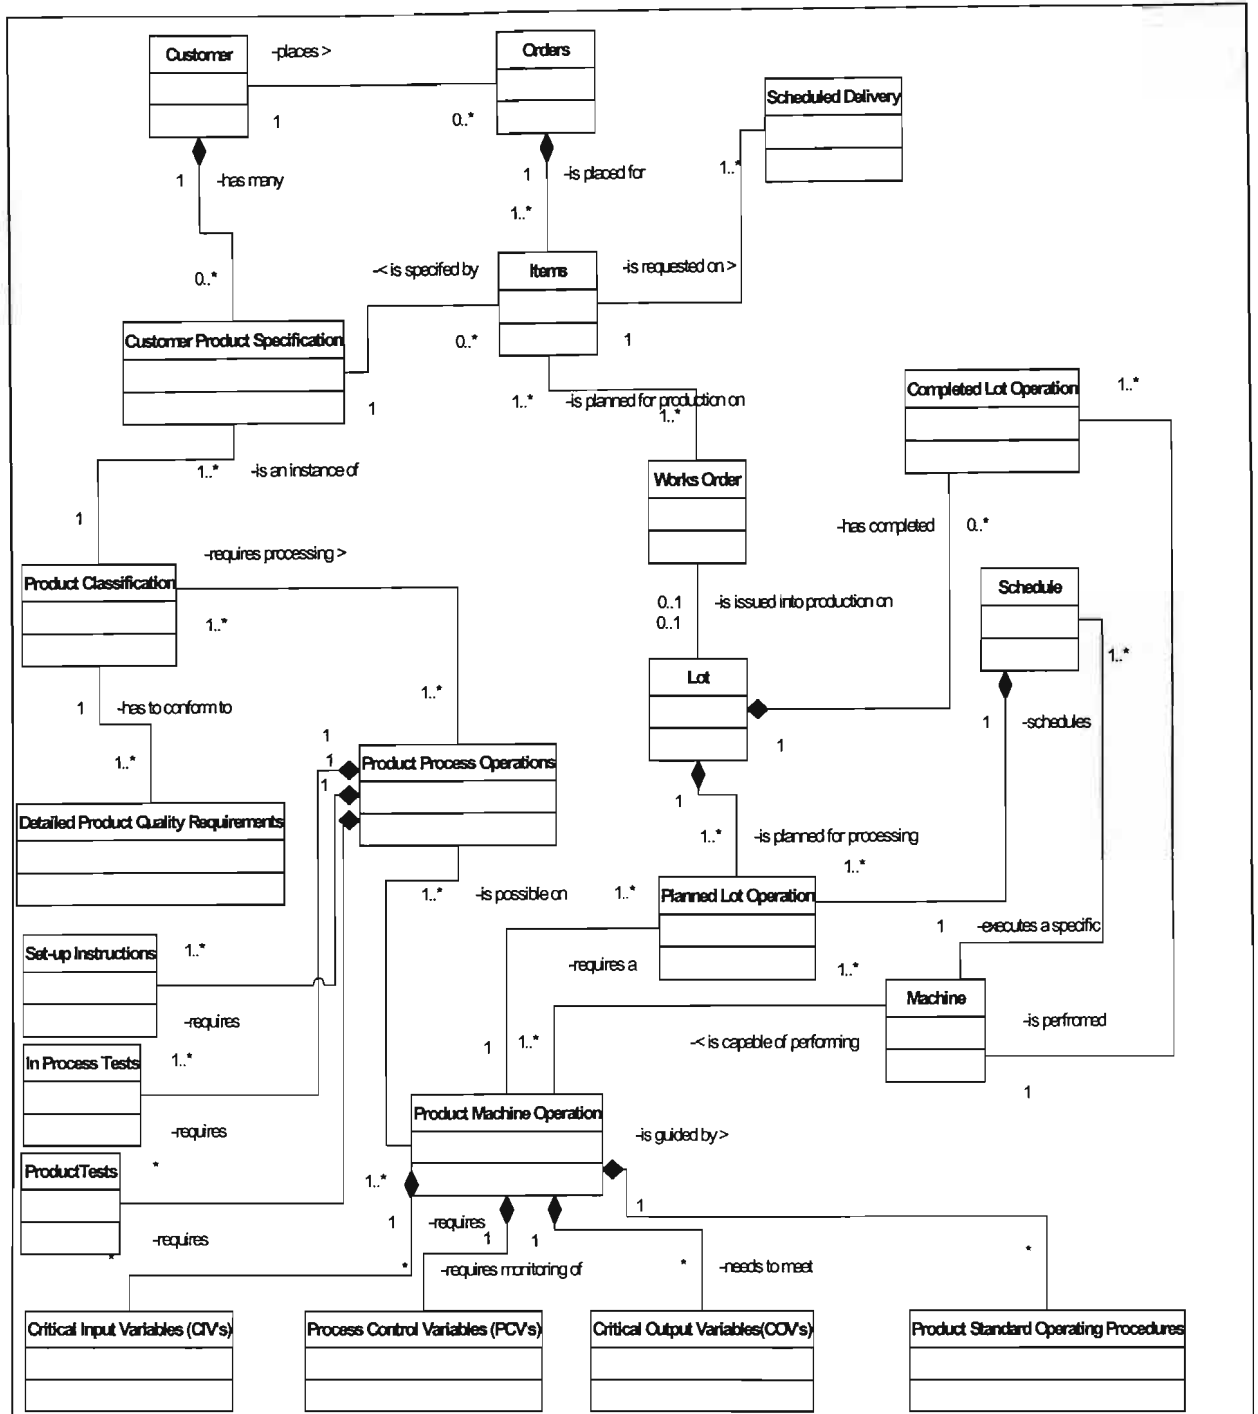 Customer
-places >
Orders
Scheduled Delivery
1
0..*
1
-has many
1
-is placed for
1..*
1..*
0..*
-< is specifed by
Items
-is requested on >
Customer Product Specification
0..*
1
1
1..*
-is planned for production on
1..*
Completed Lot Operation
1..*
1..*
-is an instance of
Works Order
1
-has completed
0..*
-requires processing >
Product Classification
Schedule
1..*
0..1
-is issued into production on
0..1
1..*
Lot
1..*
1
-has to conform to
1
-schedules
1
1
1..*
1
Product Process Operations
1
1
Detailed Product Quality Requirements
1..*
-is planned for processing
1..*
1..*
-is possible on
1..*
Planned Lot Operation
1
-executes a specific
Set-up Instructions
1..*
-requires a
1..*
Machine
-requires
1..*
-is perfromed
In Process Tests
1..*
1
-< is capable of performing
1
Product Machine Operation
-requires
-is guided by >
ProductTests
*
1..*
1
1
-requires
-requires
1
1
*
*
-requires monitoring of
*
-needs to meet
*
Critical Input Variables (CIV's)
Process Control Variables (PCV's)
Critical Output Variables(COV's)
Product Standard Operating Procedures